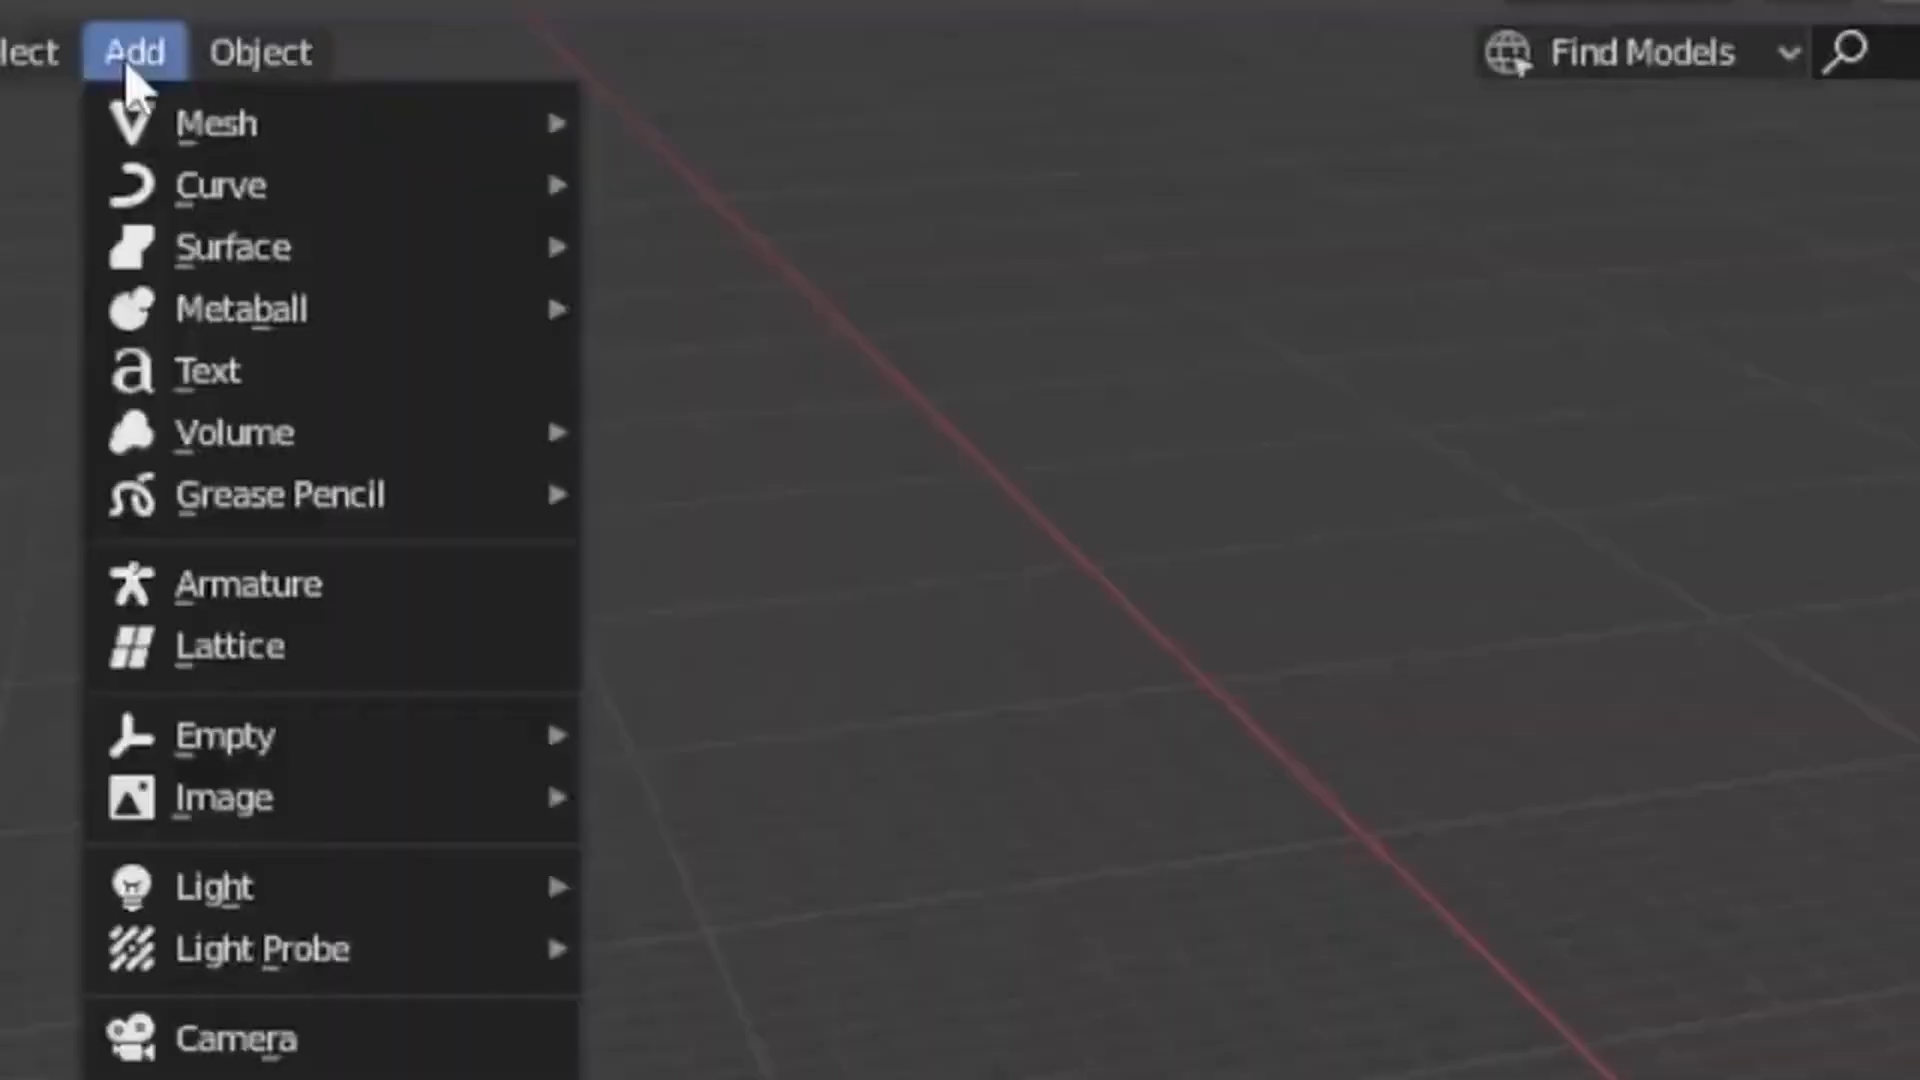 lect Add Object Find Models
Mesh
Curve
Surface
Metaball
Text
Volume
Grease Pencil
Armature
Lattice
Empty
Image
Light
Light Probe
Camera